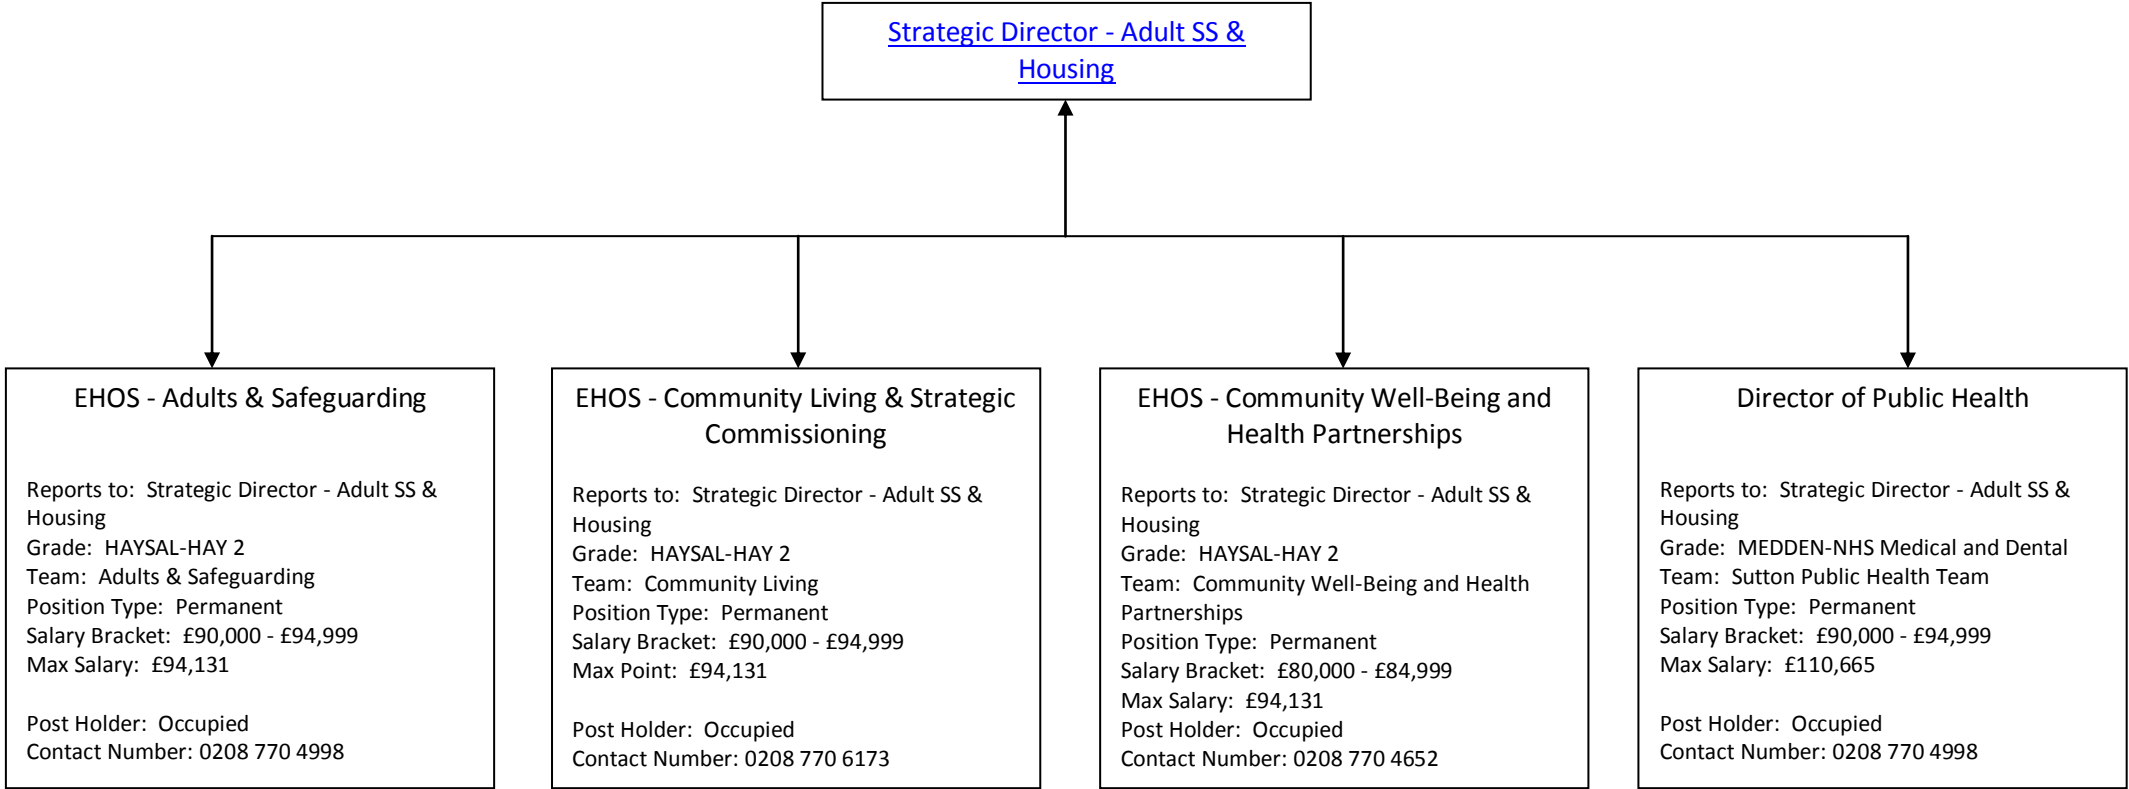 Strategic Director - Adult SS &
Housing
EHOS - Adults & Safeguarding
Reports to:  Strategic Director - Adult SS &
Housing
Grade:  HAYSAL-HAY 2
Team:  Adults & Safeguarding
Position Type:  Permanent
Salary Bracket:  £90,000 - £94,999
Max Salary:  £94,131
Post Holder:  Occupied
Contact Number: 0208 770 4998
EHOS - Community Living & Strategic
Commissioning
Reports to:  Strategic Director - Adult SS &
Housing
Grade:  HAYSAL-HAY 2
Team:  Community Living
Position Type:  Permanent
Salary Bracket:  £90,000 - £94,999
Max Point:  £94,131
Post Holder:  Occupied
Contact Number: 0208 770 6173
EHOS - Community Well-Being and
Health Partnerships
Reports to:  Strategic Director - Adult SS &
Housing
Grade:  HAYSAL-HAY 2
Team:  Community Well-Being and Health
Partnerships
Position Type:  Permanent
Salary Bracket:  £80,000 - £84,999
Max Salary:  £94,131
Post Holder:  Occupied
Contact Number: 0208 770 4652
Director of Public Health
Reports to:  Strategic Director - Adult SS &
Housing
Grade:  MEDDEN-NHS Medical and Dental
Team:  Sutton Public Health Team
Position Type:  Permanent
Salary Bracket:  £90,000 - £94,999
Max Salary:  £110,665
Post Holder:  Occupied
Contact Number: 0208 770 4998